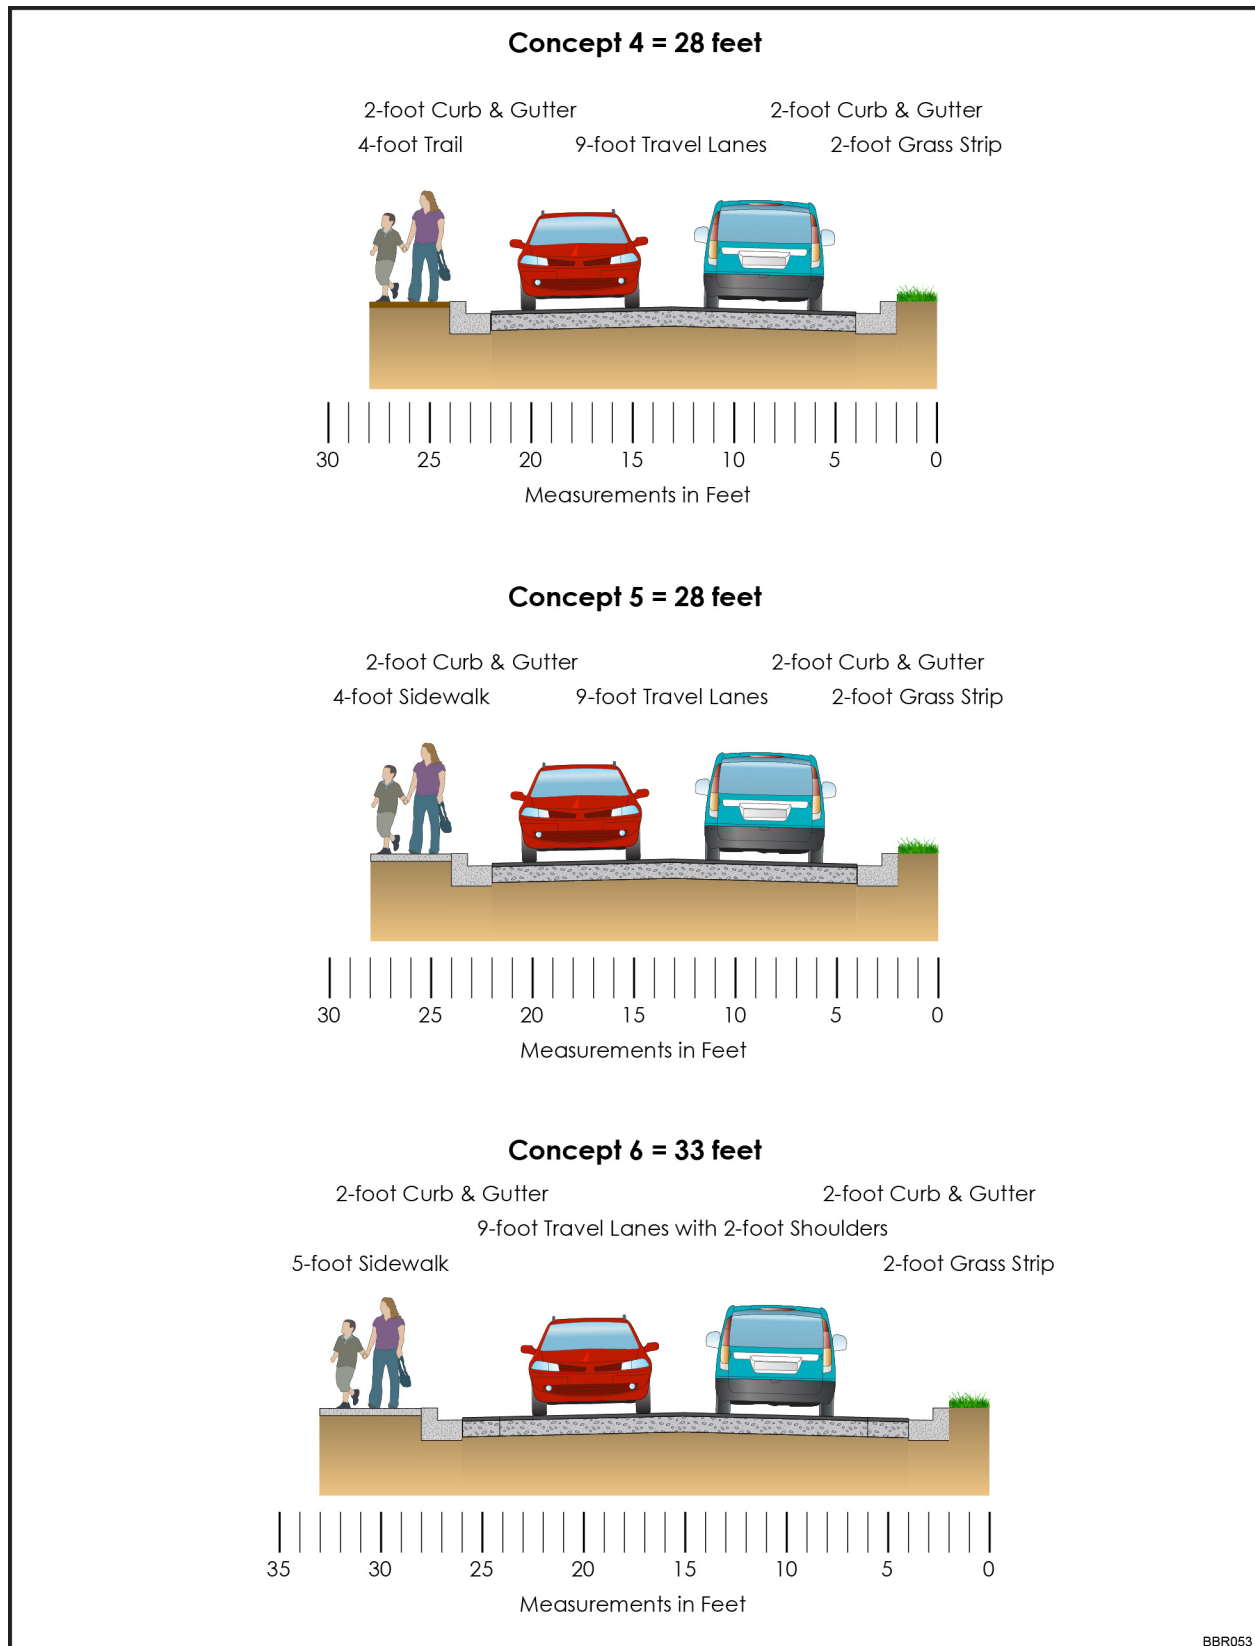 Concept 4 = 28 feet
2-foot Curb & Gutter 2-foot Curb & Gutter
4-foot Trail 9-foot Travel Lanes 2-foot Grass Strip
30 25 20 15 10 5 0
Measurements in Feet
Concept 5 = 28 feet
2-foot Curb & Gutter 2-foot Curb & Gutter
4-foot Sidewalk 9-foot Travel Lanes 2-foot Grass Strip
30 25 20 15 10 5 0
Measurements in Feet
Concept 6 = 33 feet
2-foot Curb & Gutter 2-foot Curb & Gutter
9-foot Travel Lanes with 2-foot Shoulders
5-foot Sidewalk 2-foot Grass Strip
35 30 25 20 15 10 5 0
Measurements in Feet
BBR053